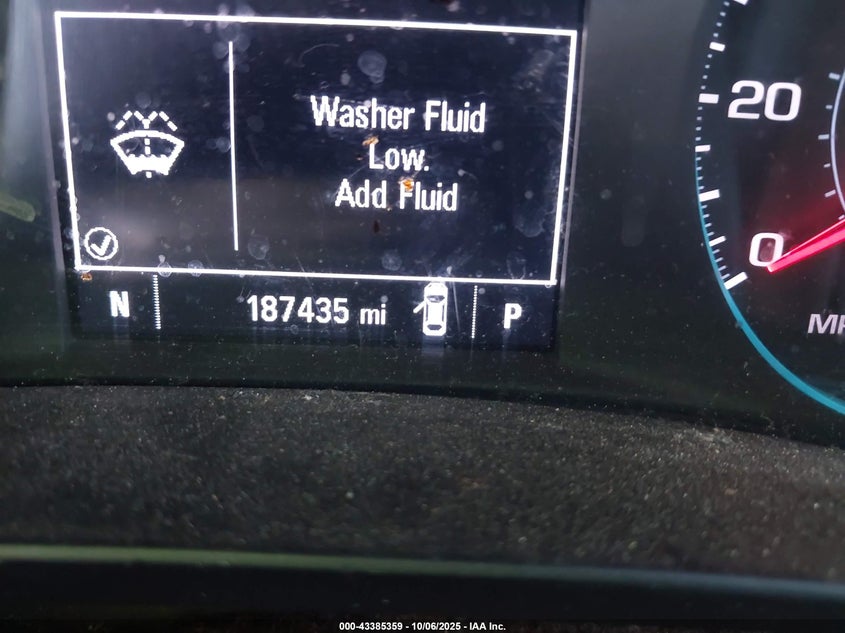 Washer Fluid
Low.
Add Fluid
20
0
N 187435 mi P
000-43385359 - 10/06/2025 - IAA Inc.